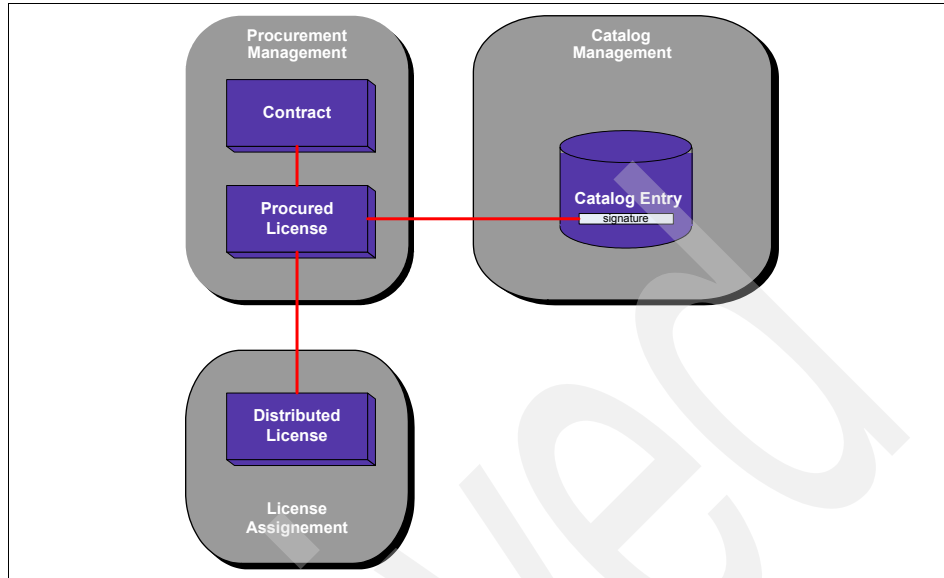 Procurement
Management
Contract
Procured
License
Catalog
Management
Catalog Entry
signature
Distributed
License
License
Assignement